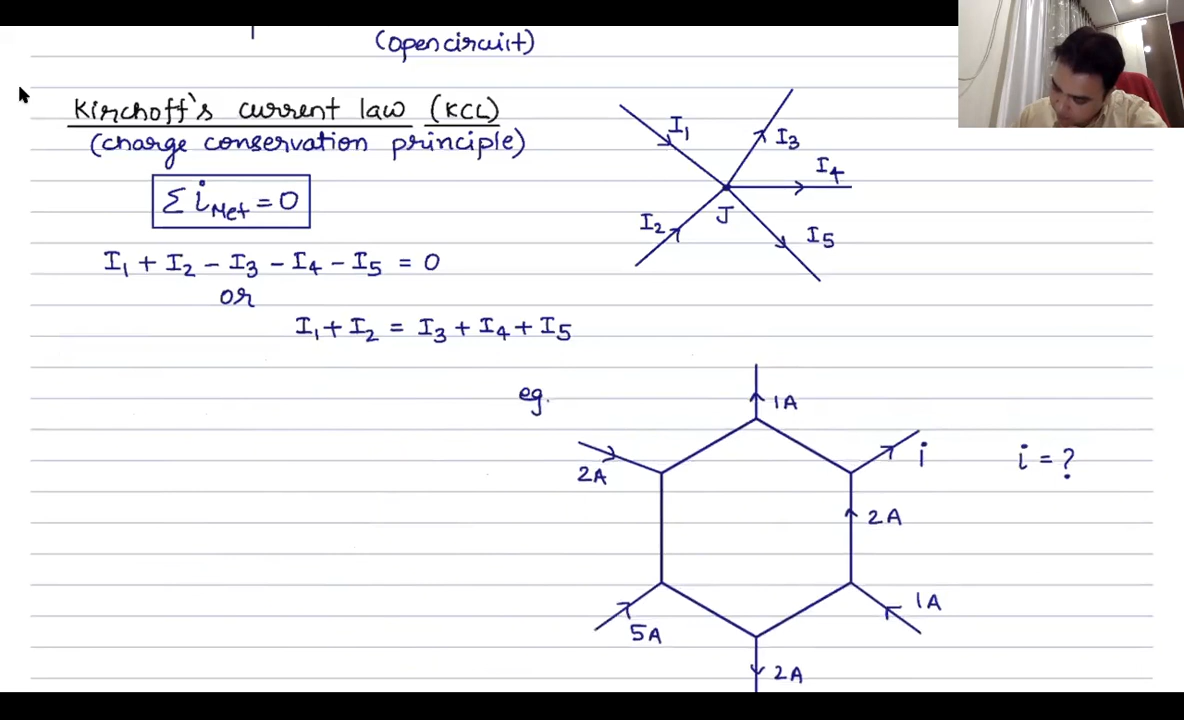 (open circuit)
Kirchoff's current law (KCL)
(charge conservation principle)
Σ i Net = 0
I1 + I2 - I3 - I4 - I5 = 0
or
I1 + I2 = I3 + I4 + I5
I1
I3
I4
I2
J
I5
eg.
1A
2A
i
i = ?
2A
1A
5A
2A